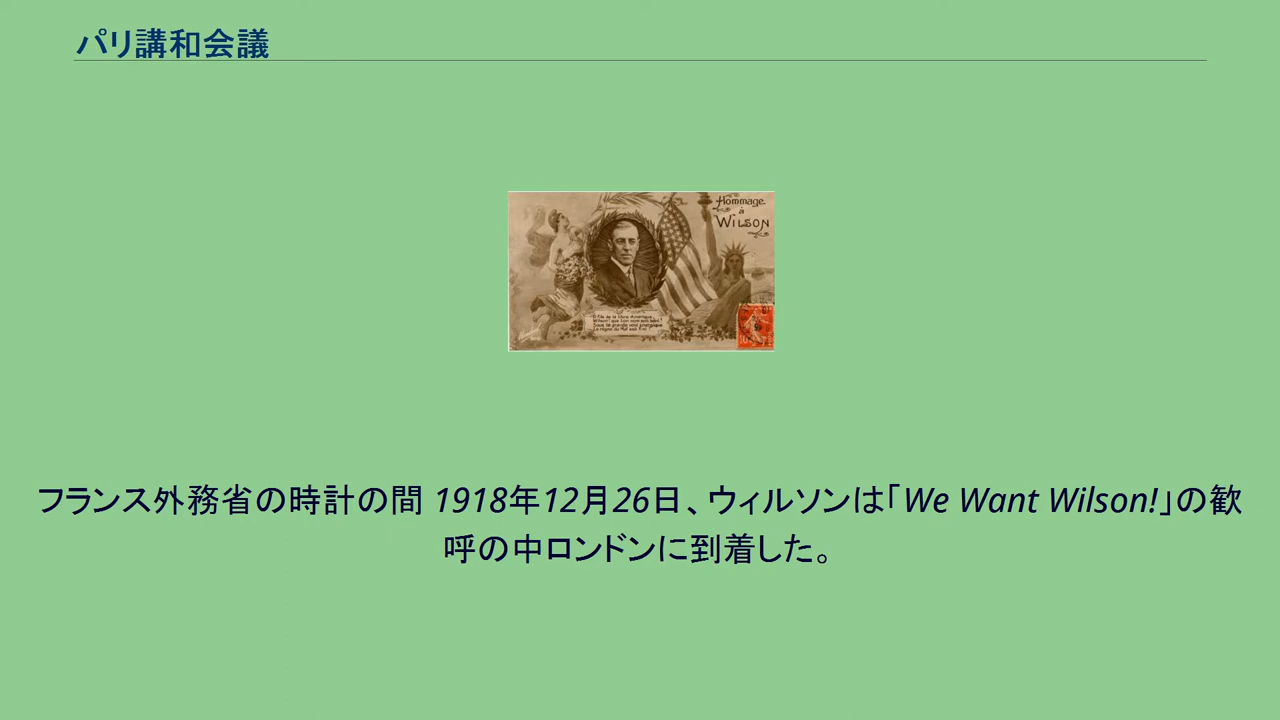 パリ講和会議
Hommage
à
WILSON
フランス外務省の時計の間 1918年12月26日、ウィルソンは「We Want Wilson!」の歓
呼の中ロンドンに到着した。